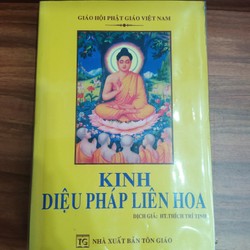 GIÁO HỘI PHẬT GIÁO VIỆT NAM
KINH
DIỆU PHÁP LIÊN HOA
DỊCH GIẢ: HT. THÍCH TRÍ TỊNH
TG
NHÀ XUẤT BẢN TÔN GIÁO